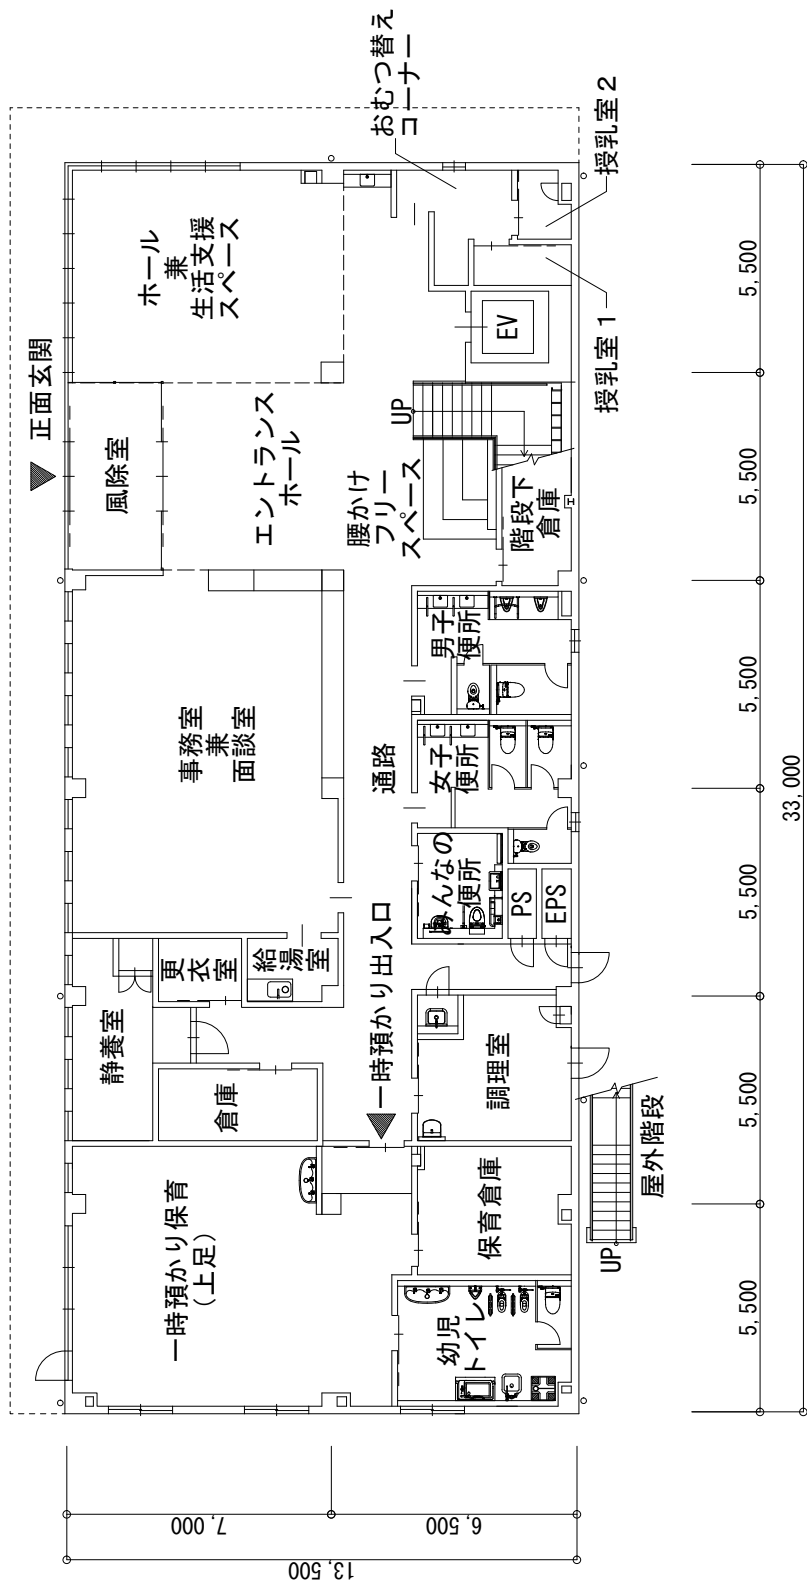 正面玄関
風除室
ホール
兼
生活支援
スペース
エントランス
ホール
腰かけ
フリー
スペース
おむつ替え
コーナー
授乳室２
授乳室１
EV
UP
階段下
倉庫
事務室
兼
面談室
通路
男子
便所
女子
便所
みんなの
便所
PS
EPS
静養室
更衣室
給湯室
倉庫
一時預かり出入口
調理室
一時預かり保育
（上足）
保育倉庫
幼児
トイレ
屋外階段
UP
5,500
5,500
5,500
5,500
5,500
5,500
33,000
7,000
6,500
13,500